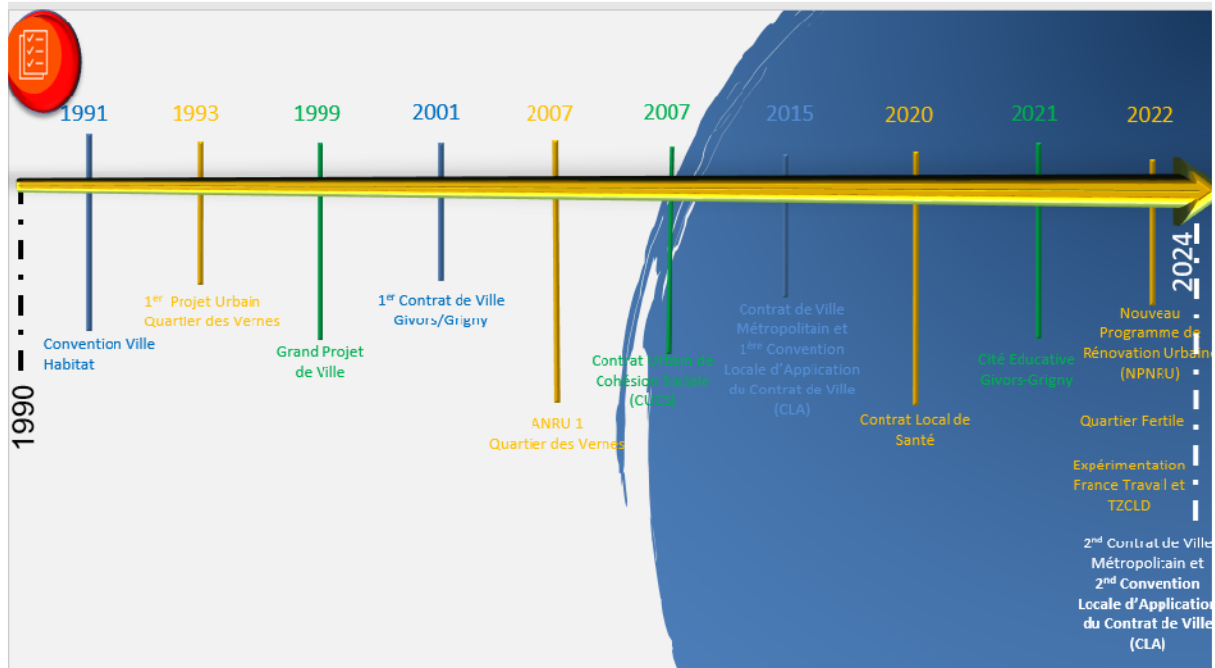 1991
1993
1999
2001
2007
2007
2015
2020
2021
2022
1990
Convention Ville
Habitat
1er Projet Urbain
Quartier des Vernes
Grand Projet
de Ville
1er Contrat de Ville
Givors/Grigny
ANRU 1
Quartier des Vernes
Contrat Urbain de
Cohésion Sociale
(CUCS)
Contrat de Ville
Métropolitain et
1ère Convention
Locale d'Application
du Contrat de Ville
(CLA)
Contrat Local de
Santé
Cité Educative
Givors-Grigny
Nouveau
Programme de
Rénovation Urbaine
(NPNRU)
Quartier Fertile
Expérimentation
France Travail et
TZCLD
2024
2nd Contrat de Ville
Métropolitain et
2nd Convention
Locale d'Application
du Contrat de Ville
(CLA)